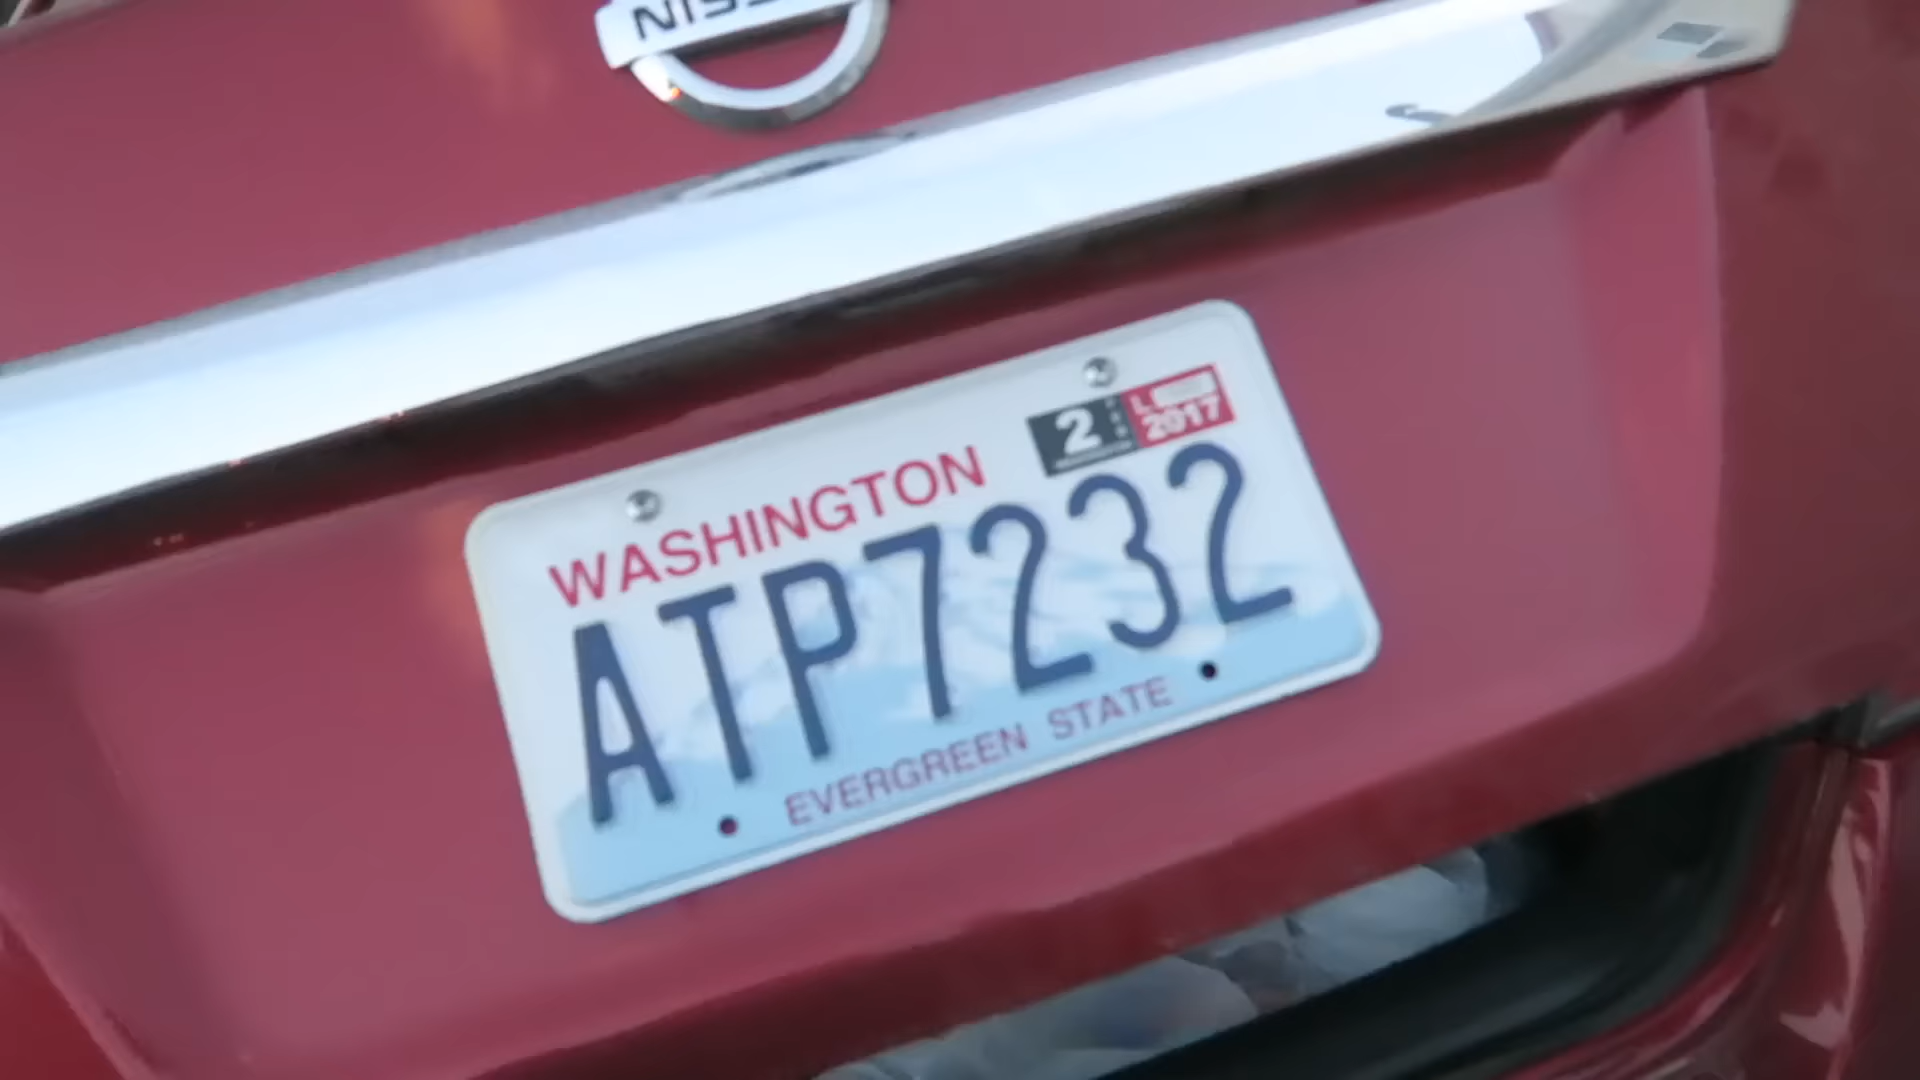 NISS
WASHINGTON
2
L
2017
ATP7232
EVERGREEN STATE